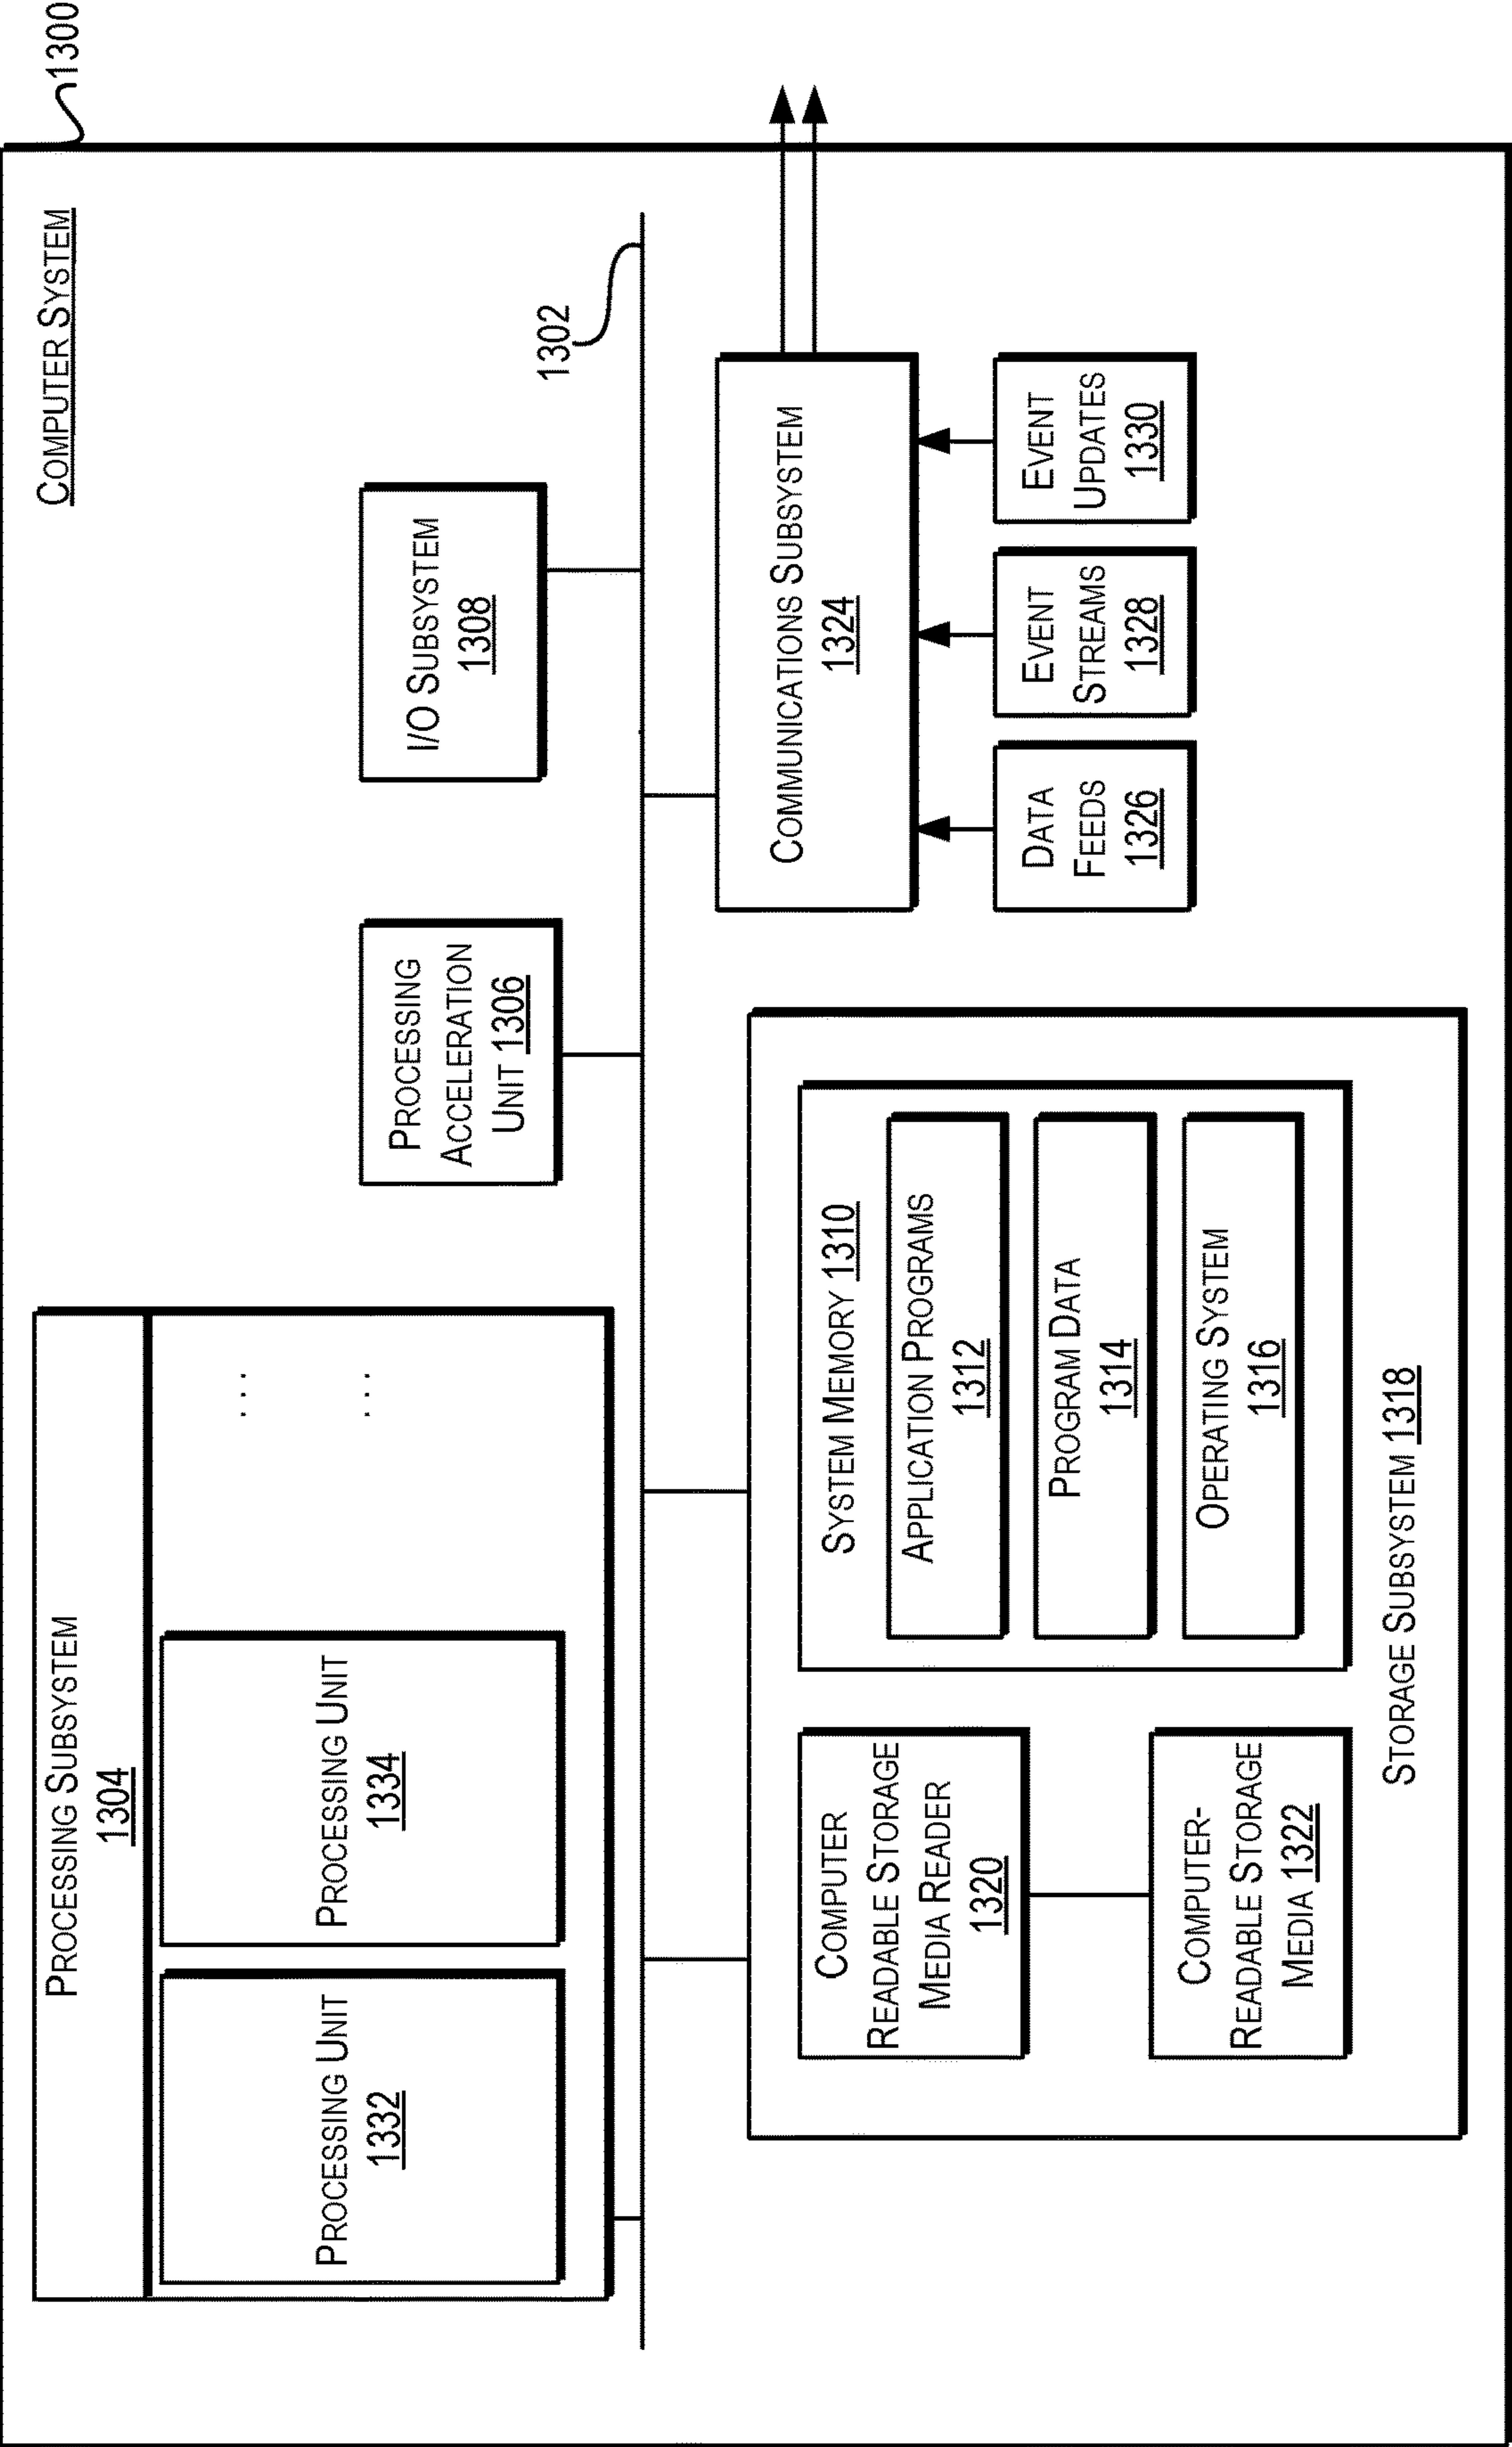 1300
COMPUTER SYSTEM
PROCESSING SUBSYSTEM
1304
PROCESSING UNIT
1332
PROCESSING UNIT
1334
...
...
PROCESSING
ACCELERATION
UNIT 1306
I/O SUBSYSTEM
1308
1302
COMPUTER
READABLE STORAGE
MEDIA READER
1320
COMPUTER-
READABLE STORAGE
MEDIA 1322
SYSTEM MEMORY 1310
APPLICATION PROGRAMS
1312
PROGRAM DATA
1314
OPERATING SYSTEM
1316
STORAGE SUBSYSTEM 1318
COMMUNICATIONS SUBSYSTEM
1324
DATA
FEEDS
1326
EVENT
STREAMS
1328
EVENT
UPDATES
1330